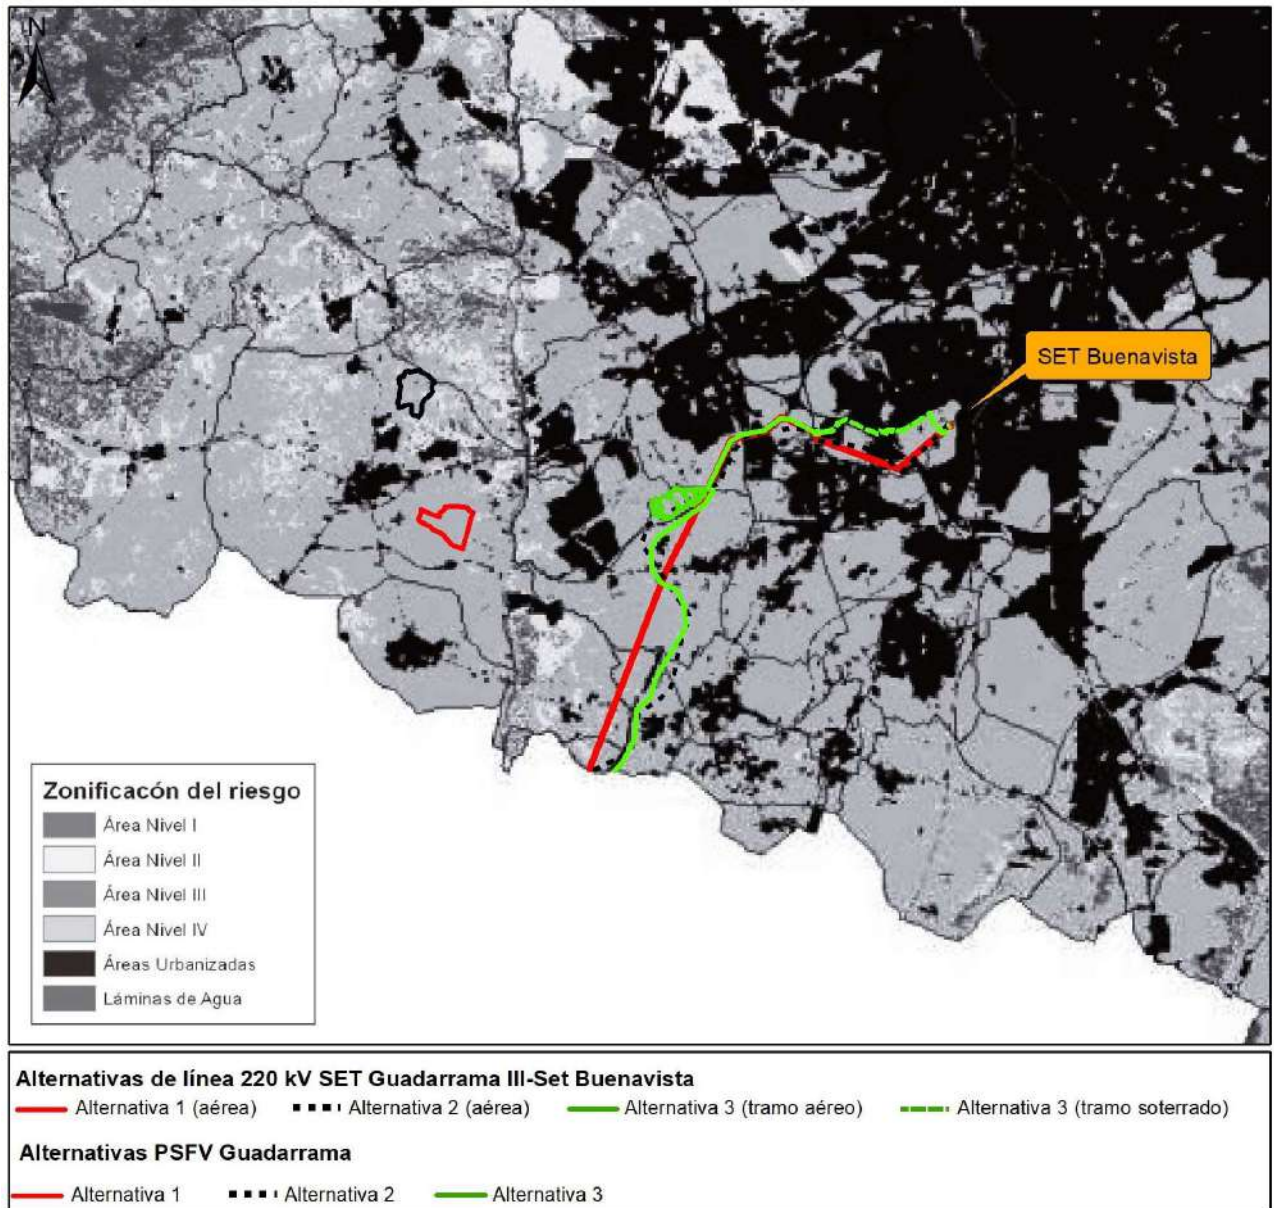 N
SET Buenavista
Zonificacón del riesgo
Área Nivel I
Área Nivel II
Área Nivel III
Área Nivel IV
Áreas Urbanizadas
Láminas de Agua
Alternativas de línea 220 kV SET Guadarrama III-Set Buenavista
Alternativa 1 (aérea) Alternativa 2 (aérea) Alternativa 3 (tramo aéreo) Alternativa 3 (tramo soterrado)
Alternativas PSFV Guadarrama
Alternativa 1 Alternativa 2 Alternativa 3